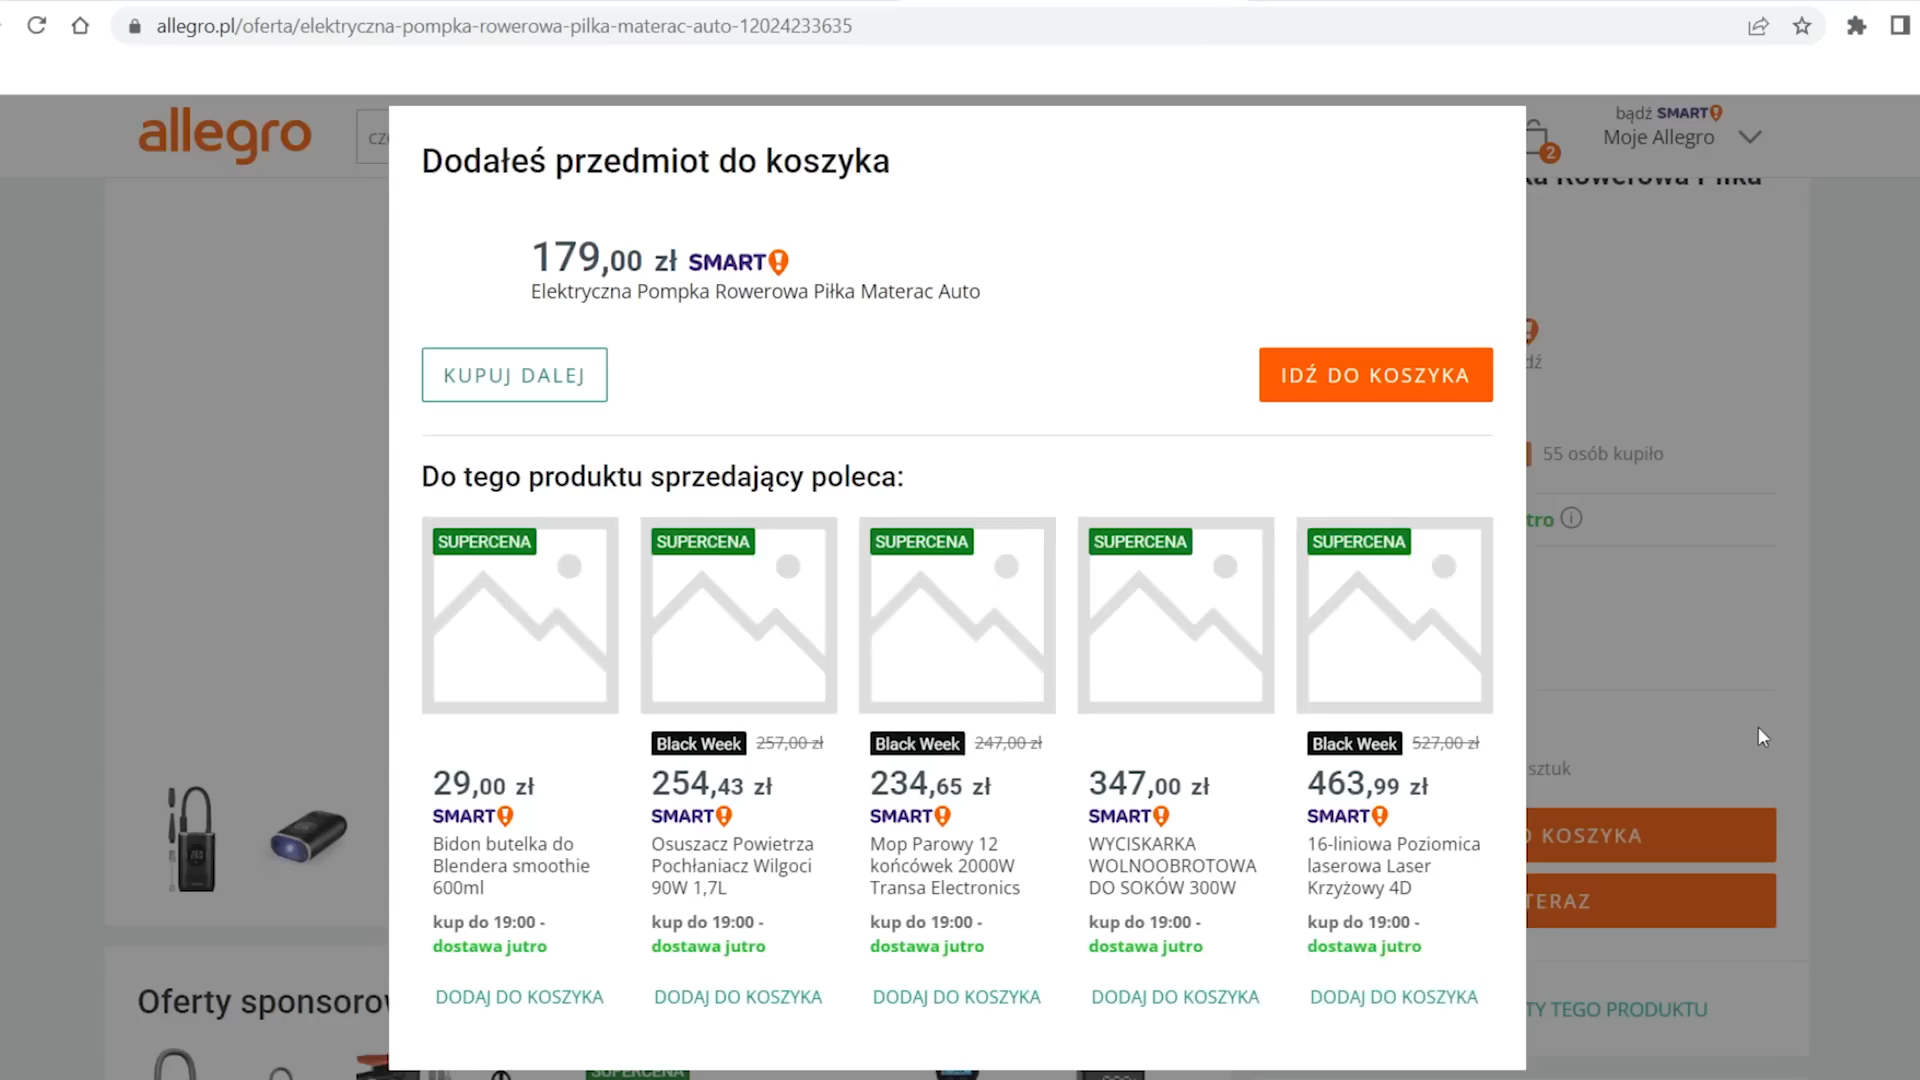 allegro.pl/oferta/elektryczna-pompka-rowerowa-pilka-materac-auto-12024233635
allegro
bądź SMART!
Moje Allegro
2
Dodałeś przedmiot do koszyka
179,00 zł SMART!
Elektryczna Pompka Rowerowa Piłka Materac Auto
KUPUJ DALEJ
IDŹ DO KOSZYKA
55 osób kupiło
Do tego produktu sprzedający poleca:
SUPERCENA
SUPERCENA
SUPERCENA
SUPERCENA
SUPERCENA
Black Week 257,00 zł
Black Week 247,00 zł
Black Week 527,00 zł
29,00 zł
SMART!
Bidon butelka do
Blendera smoothie
600ml
kup do 19:00 -
dostawa jutro
DODAJ DO KOSZYKA
254,43 zł
SMART!
Osuszacz Powietrza
Pochłaniacz Wilgoci
90W 1,7L
kup do 19:00 -
dostawa jutro
DODAJ DO KOSZYKA
234,65 zł
SMART!
Mop Parowy 12
końcówek 2000W
Transa Electronics
kup do 19:00 -
dostawa jutro
DODAJ DO KOSZYKA
347,00 zł
SMART!
WYCISKARKA
WOLNOOBROTOWA
DO SOKÓW 300W
kup do 19:00 -
dostawa jutro
DODAJ DO KOSZYKA
463,99 zł
SMART!
16-liniowa Poziomica
laserowa Laser
Krzyżowy 4D
kup do 19:00 -
dostawa jutro
DODAJ DO KOSZYKA
sztuk
KOSZYKA
TERAZ
TEGO PRODUKTU
Oferty
SUPERCENA